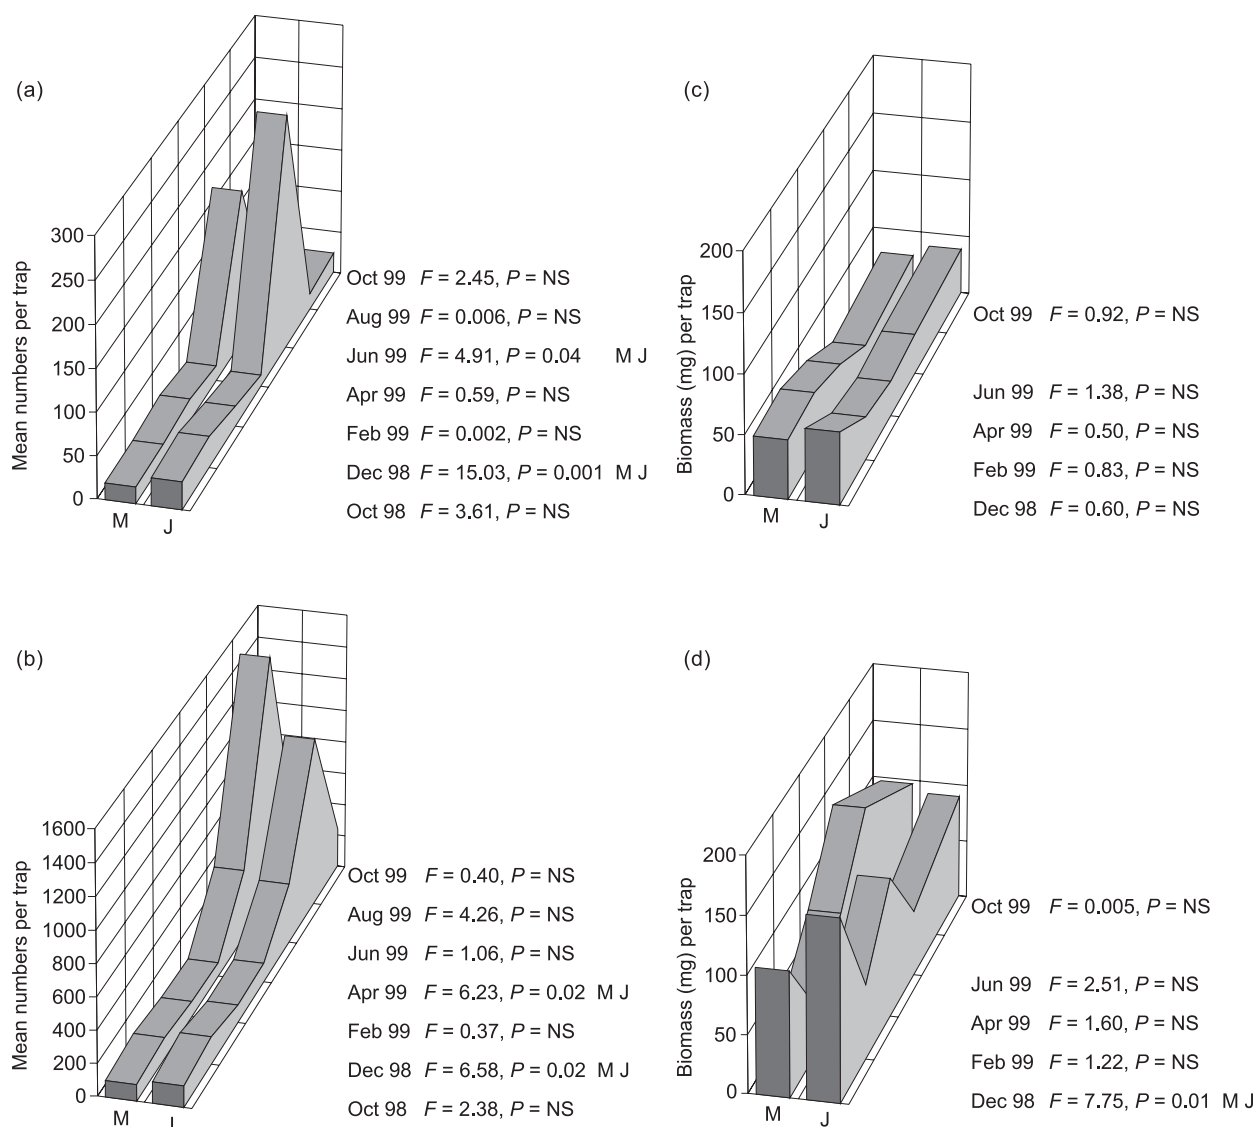 (a)
Mean numbers per trap
300
250
200
150
100
50
0
M J
Oct 99 F = 2.45, P = NS
Aug 99 F = 0.006, P = NS
Jun 99 F = 4.91, P = 0.04 M J
Apr 99 F = 0.59, P = NS
Feb 99 F = 0.002, P = NS
Dec 98 F = 15.03, P = 0.001 M J
Oct 98 F = 3.61, P = NS
(c)
Biomass (mg) per trap
200
150
100
50
0
M J
Oct 99 F = 0.92, P = NS
Jun 99 F = 1.38, P = NS
Apr 99 F = 0.50, P = NS
Feb 99 F = 0.83, P = NS
Dec 98 F = 0.60, P = NS
(b)
Mean numbers per trap
1600
1400
1200
1000
800
600
400
200
0
M J
Oct 99 F = 0.40, P = NS
Aug 99 F = 4.26, P = NS
Jun 99 F = 1.06, P = NS
Apr 99 F = 6.23, P = 0.02 M J
Feb 99 F = 0.37, P = NS
Dec 98 F = 6.58, P = 0.02 M J
Oct 98 F = 2.38, P = NS
(d)
Biomass (mg) per trap
200
150
100
50
0
M J
Oct 99 F = 0.005, P = NS
Jun 99 F = 2.51, P = NS
Apr 99 F = 1.60, P = NS
Feb 99 F = 1.22, P = NS
Dec 98 F = 7.75, P = 0.01 M J